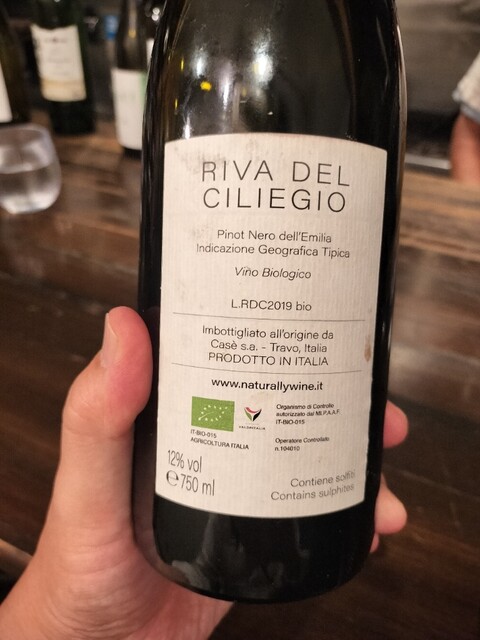 RIVA DEL
CILIEGIO
Pinot Nero dell'Emilia
Indicazione Geografica Tipica
Vino Biologico
L.RDC2019 bio
Imbottigliato all'origine da
Casè s.a. - Travo, Italia
PRODOTTO IN ITALIA
www.naturallywine.it
IT-BIO-015
AGRICOLTURA ITALIA
VALORITALIA
Organismo di Controllo
autorizzato dal MI.P.A.A.F.
IT-BIO-015
Operatore Controllato
n.104010
12% vol
℮750 ml
Contiene solfiti
Contains sulphites